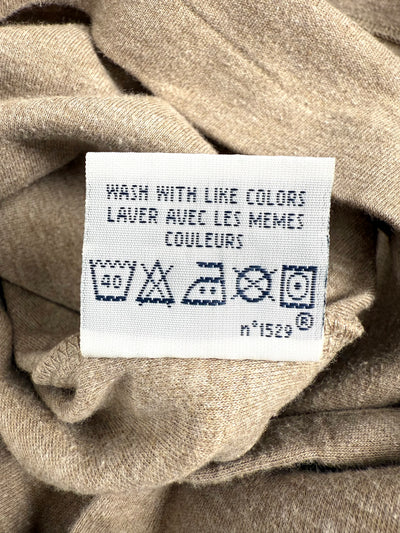 WASH WITH LIKE COLORS
LAVER AVEC LES MEMES
COULEURS
40
n°1529 ®